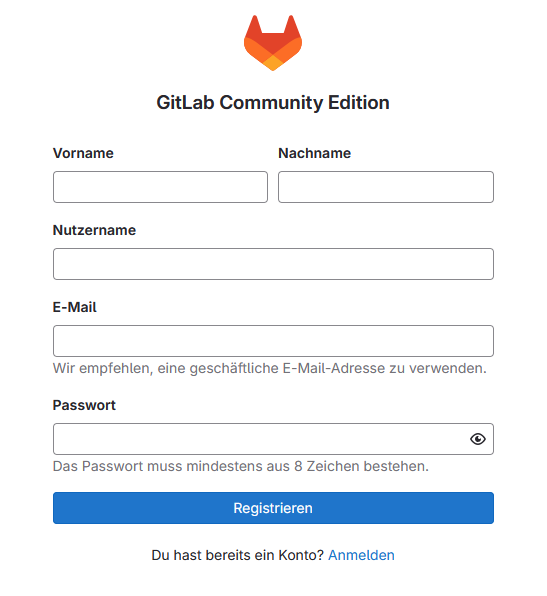 GitLab Community Edition
Vorname Nachname
Nutzername
E-Mail
Wir empfehlen, eine geschäftliche E-Mail-Adresse zu verwenden.
Passwort
Das Passwort muss mindestens aus 8 Zeichen bestehen.
Registrieren
Du hast bereits ein Konto? Anmelden